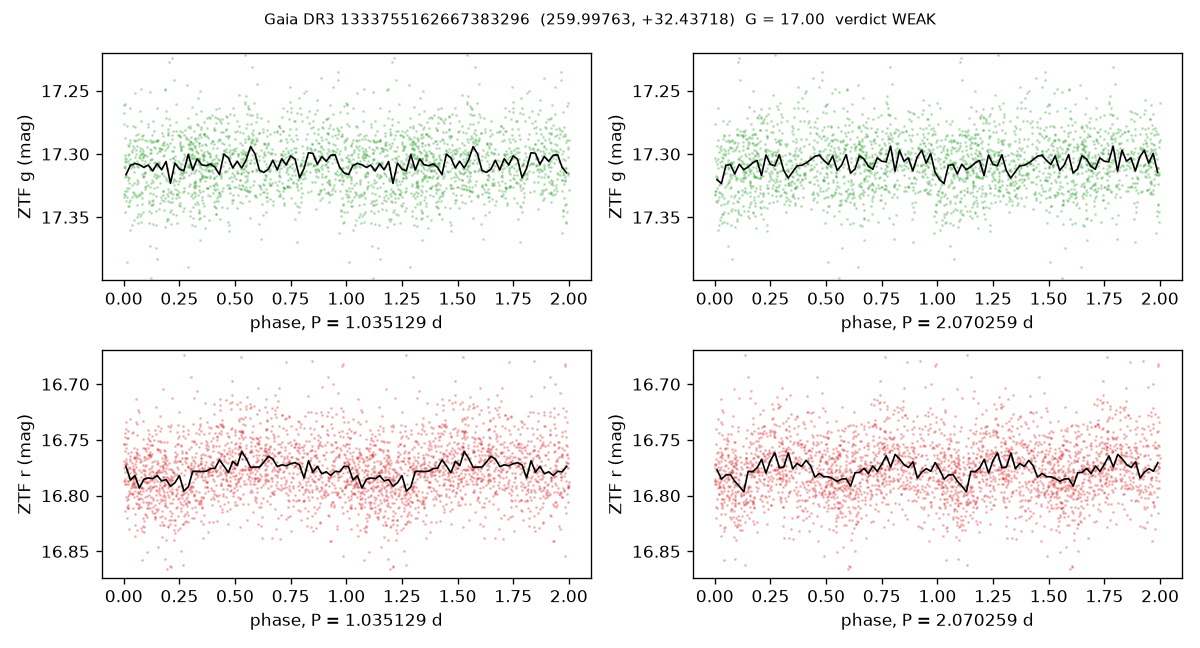 Gaia DR3 1333755162667383296  (259.99763, +32.43718)  G = 17.00  verdict WEAK
ZTF g (mag)
17.25
17.30
17.35
0.00 0.25 0.50 0.75 1.00 1.25 1.50 1.75 2.00
phase, P = 1.035129 d
ZTF g (mag)
17.25
17.30
17.35
0.00 0.25 0.50 0.75 1.00 1.25 1.50 1.75 2.00
phase, P = 2.070259 d
ZTF r (mag)
16.70
16.75
16.80
16.85
0.00 0.25 0.50 0.75 1.00 1.25 1.50 1.75 2.00
phase, P = 1.035129 d
ZTF r (mag)
16.70
16.75
16.80
16.85
0.00 0.25 0.50 0.75 1.00 1.25 1.50 1.75 2.00
phase, P = 2.070259 d